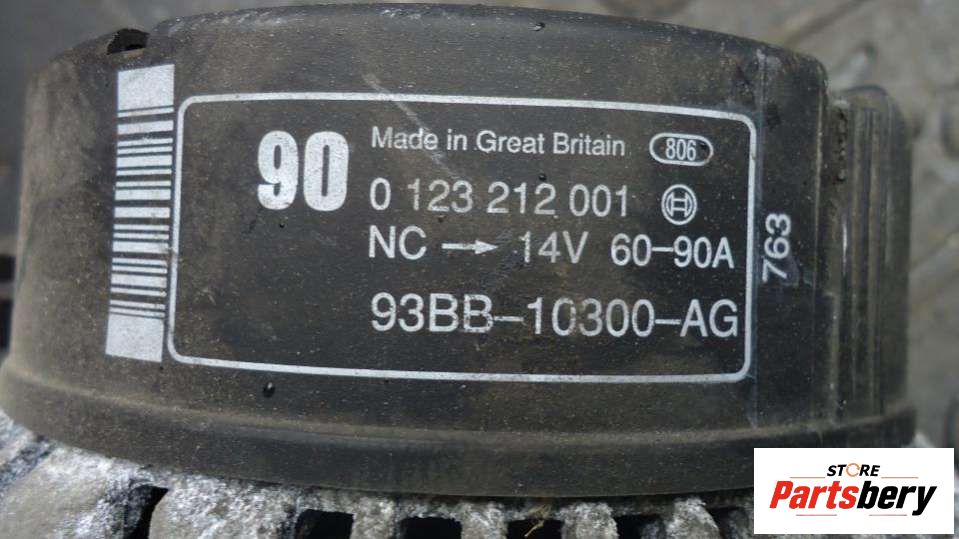 90
Made in Great Britain 806
0 123 212 001
NC → 14V 60-90A
93BB-10300-AG
763
STORE
Partsbery